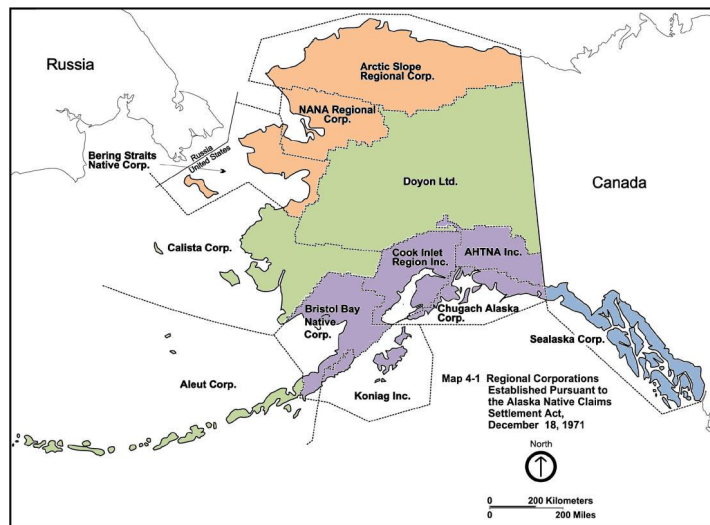 Russia
Arctic Slope
Regional Corp.
NANA Regional
Corp.
Bering Straits
Native Corp.
Russia
United States
Doyon Ltd.
Canada
Calista Corp.
Cook Inlet
Region Inc.
AHTNA Inc.
Bristol Bay
Native
Corp.
Chugach Alaska
Corp.
Sealaska Corp.
Aleut Corp.
Koniag Inc.
Map 4-1 Regional Corporations
Established Pursuant to
the Alaska Native Claims
Settlement Act,
December 18, 1971
North
0 200 Kilometers
0 200 Miles